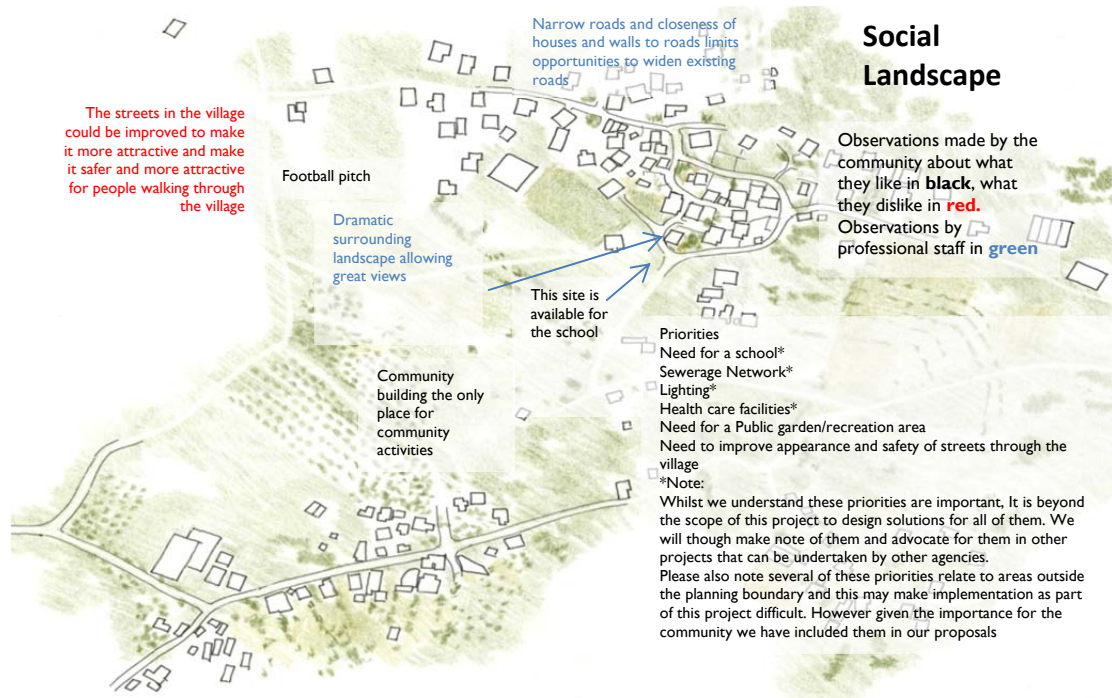 Social
Landscape
Narrow roads and closeness of
houses and walls to roads limits
opportunities to widen existing
roads
The streets in the village
could be improved to make
it more attractive and make
it safer and more attractive
for people walking through
the village
Football pitch
Observations made by the
community about what
they like in black, what
they dislike in red.
Observations by
professional staff in green
Dramatic
surrounding
landscape allowing
great views
This site is
available for
the school
Community
building the only
place for
community
activities
Priorities
Need for a school*
Sewerage Network*
Lighting*
Health care facilities*
Need for a Public garden/recreation area
Need to improve appearance and safety of streets through the
village
*Note:
Whilst we understand these priorities are important, It is beyond
the scope of this project to design solutions for all of them. We
will though make note of them and advocate for them in other
projects that can be undertaken by other agencies.
Please also note several of these priorities relate to areas outside
the planning boundary and this may make implementation as part
of this project difficult. However given the importance for the
community we have included them in our proposals